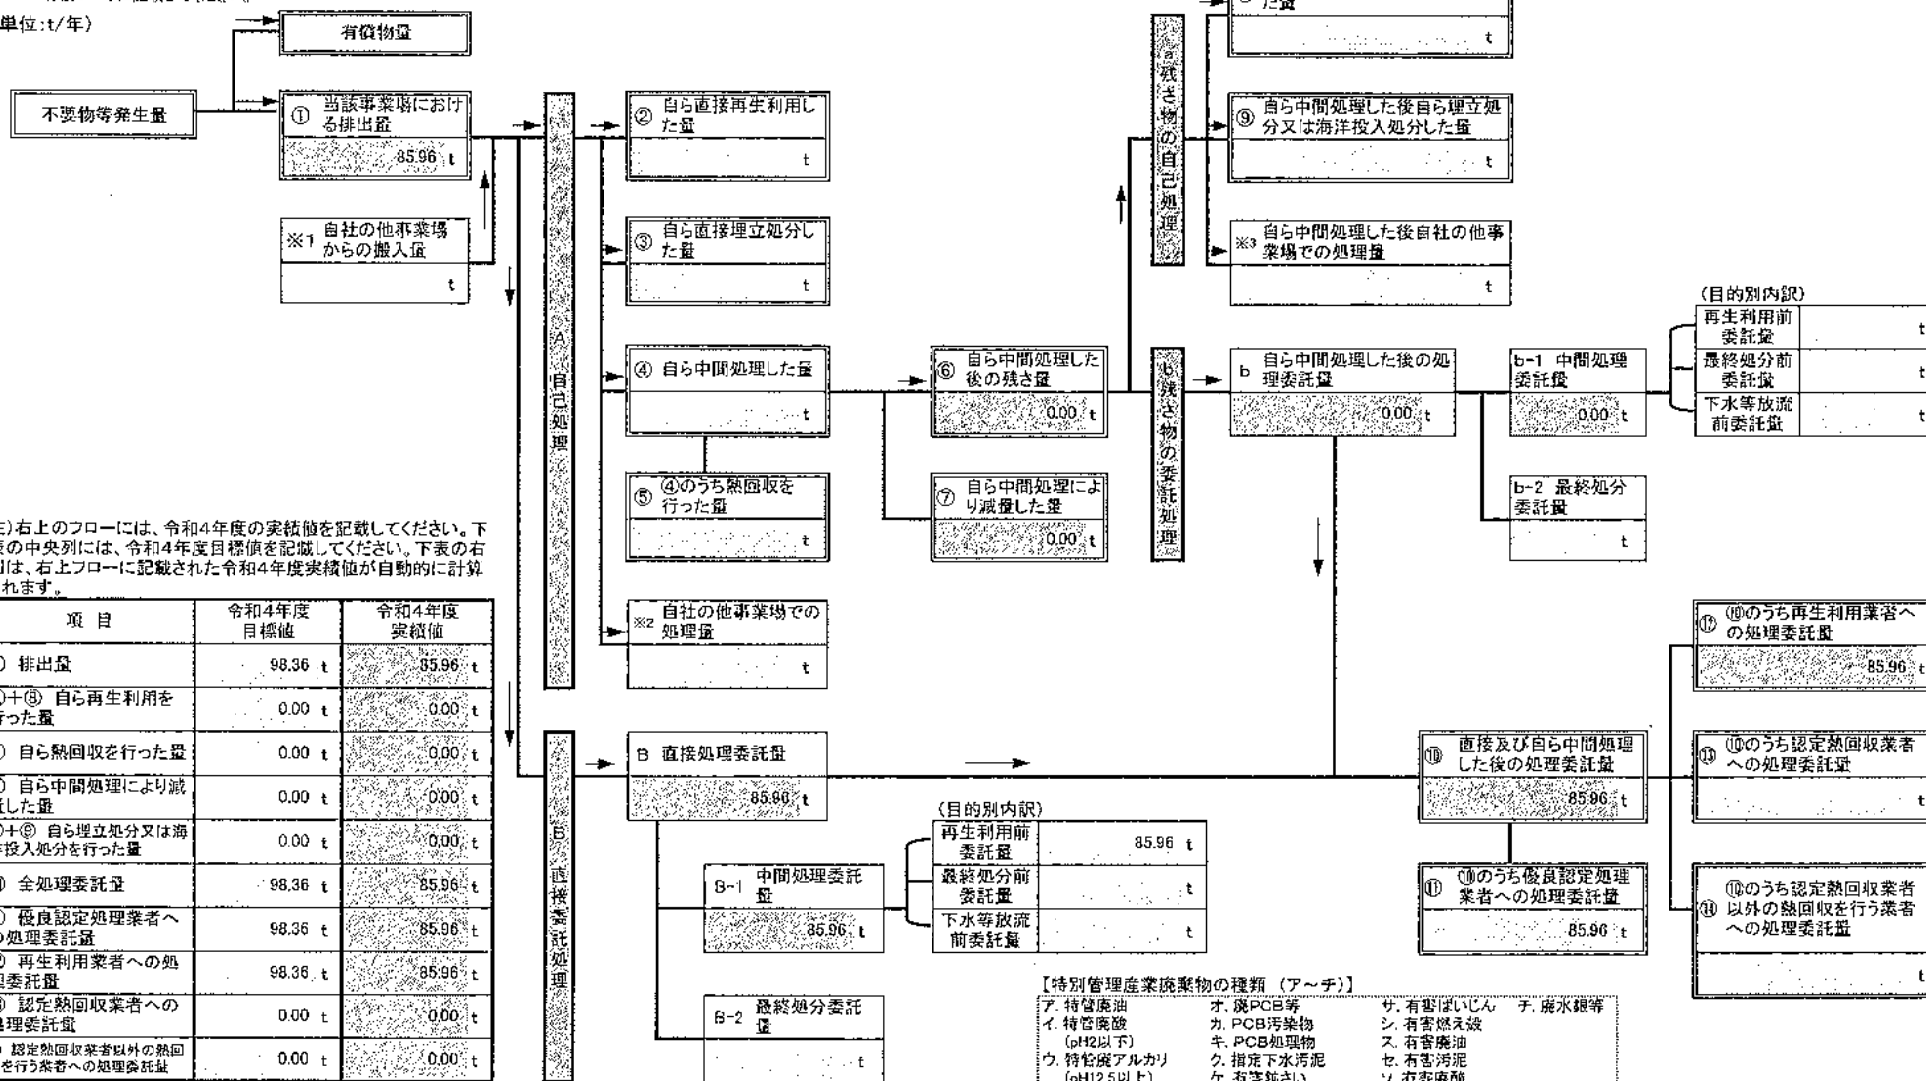 単位:t/年)
有償物量
不要物等発生量
① 当該事業場におけ
る排出量
85.96 t
※1 自社の他事業場
からの搬入量
t
A 自己処理
② 自ら直接再生利用し
た量
t
③ 自ら直接埋立処分し
た量
t
④ 自ら中間処理した量
t
⑤ ④のうち熱回収を
行った量
t
※2 自社の他事業場での
処理量
t
⑥ 自ら中間処理した
後の残さ量
0.00 t
⑦ 自ら中間処理によ
り減量した量
0.00 t
a 残さ物の自己処理
た量
t
⑨ 自ら中間処理した後自ら埋立処
分又は海洋投入処分した量
t
※3 自ら中間処理した後自社の他事
業場での処理量
t
b 残さ物の委託処理
b 自ら中間処理した後の処
理委託量
0.00 t
b-1 中間処理
委託量
0.00 t
b-2 最終処分
委託量
t
(目的別内訳)
再生利用前
委託量
t
最終処分前
委託量
t
下水等放流
前委託量
t
)右上のフローには、令和4年度の実績値を記載してください。下
表の中央列には、令和4年度目標値を記載してください。下表の右
列は、右上フローに記載された令和4年度実績値が自動的に計算
されます。
項 目
令和4年度
目標値
令和4年度
実績値
排出量 98.36 t 85.96 t
+⑧ 自ら再生利用を
行った量 0.00 t 0.00 t
自ら熱回収を行った量 0.00 t 0.00 t
自ら中間処理により減
量した量 0.00 t 0.00 t
+⑨ 自ら埋立処分又は海
洋投入処分を行った量 0.00 t 0.00 t
全処理委託量 98.36 t 85.96 t
優良認定処理業者へ
の処理委託量 98.36 t 85.96 t
再生利用業者への処
理委託量 98.36 t 85.96 t
認定熱回収業者への
処理委託量 0.00 t 0.00 t
認定熱回収業者以外の熱回
収を行う業者への処理委託量 0.00 t 0.00 t
B 直接委託処理
B 直接処理委託量
85.96 t
B-1 中間処理委託
量
85.96 t
B-2 最終処分委託
量
t
(目的別内訳)
再生利用前
委託量
85.96 t
最終処分前
委託量
t
下水等放流
前委託量
t
⑩ 直接及び自ら中間処理
した後の処理委託量
85.96 t
⑪ ⑩のうち優良認定処理
業者への処理委託量
85.96 t
⑫ ⑩のうち再生利用業者へ
の処理委託量
85.96 t
⑬ ⑩のうち認定熱回収業者
への処理委託量
t
⑭ ⑩のうち認定熱回収業者
以外の熱回収を行う業者
への処理委託量
t
【特別管理産業廃棄物の種類 (ア~チ)】
ア. 特管廃油 オ. 廃PCB等 サ. 有害ばいじん チ. 廃水銀等
イ. 特管廃酸 カ. PCB汚染物 シ. 有害燃え殻
(pH2以下) キ. PCB処理物 ス. 有害廃油
ウ. 特管廃アルカリ ク. 指定下水汚泥 セ. 有害汚泥
(pH12.5以上) ケ. 有害鉱さい ソ. 有害廃酸